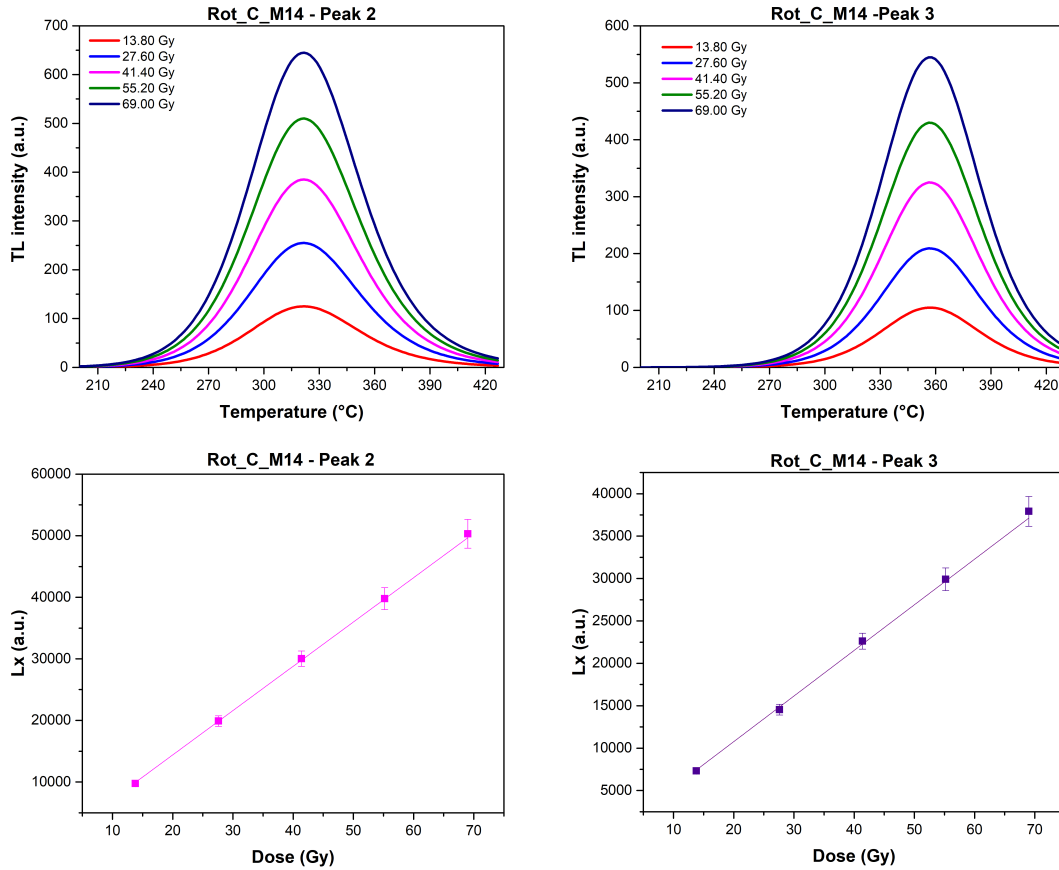 Rot_C_M14 - Peak 2
700
600
500
400
300
200
100
0
TL intensity (a.u.)
13.80 Gy
27.60 Gy
41.40 Gy
55.20 Gy
69.00 Gy
210 240 270 300 330 360 390 420
Temperature (°C)
Rot_C_M14 -Peak 3
600
500
400
300
200
100
0
TL intensity (a.u.)
13.80 Gy
27.60 Gy
41.40 Gy
55.20 Gy
69.00 Gy
210 240 270 300 330 360 390 420
Temperature (°C)
Rot_C_M14 - Peak 2
60000
50000
40000
30000
20000
10000
Lx (a.u.)
10 20 30 40 50 60 70
Dose (Gy)
Rot_C_M14 - Peak 3
40000
35000
30000
25000
20000
15000
10000
5000
Lx (a.u.)
10 20 30 40 50 60 70
Dose (Gy)